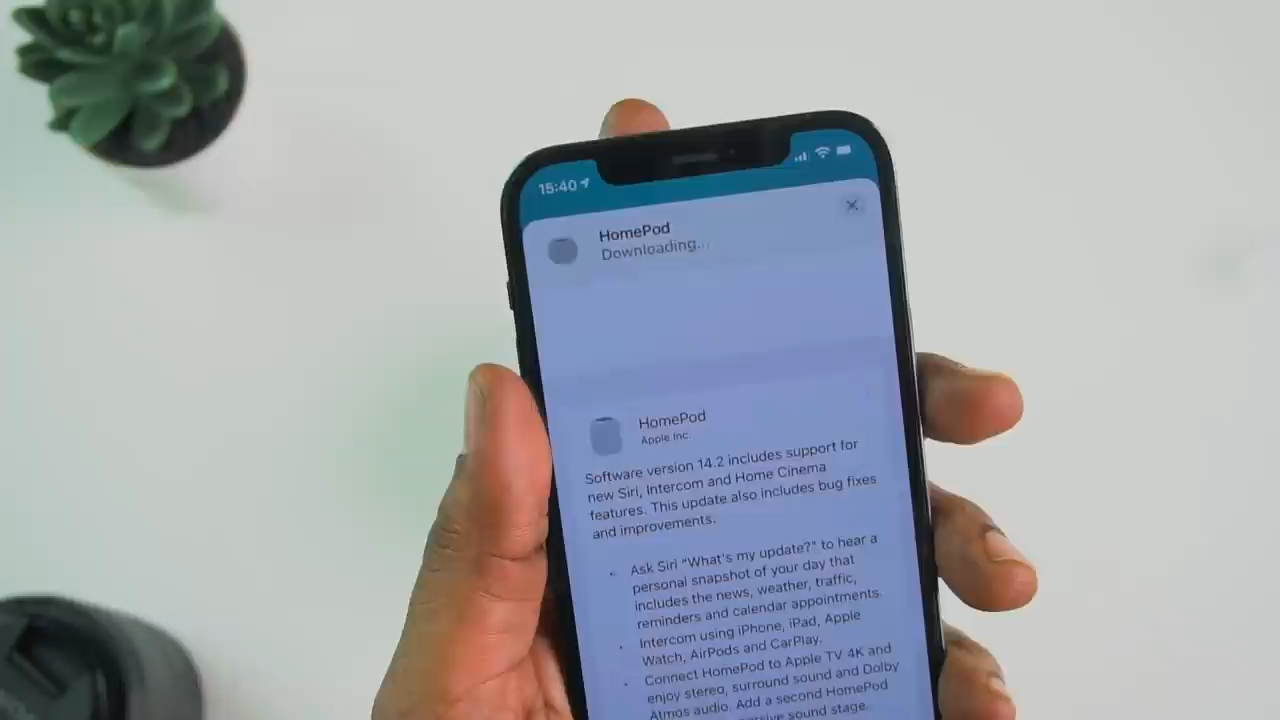 15:40
HomePod
Downloading...
HomePod
Apple Inc.
Software version 14.2 includes support for
new Siri, Intercom and Home Cinema
features. This update also includes bug fixes
and improvements.
• Ask Siri “What's my update?” to hear a
personal snapshot of your day that
includes the news, weather, traffic,
reminders and calendar appointments.
• Intercom using iPhone, iPad, Apple
Watch, AirPods and CarPlay.
• Connect HomePod to Apple TV 4K and
enjoy stereo, surround sound and Dolby
Atmos audio. Add a second HomePod
sound stage.